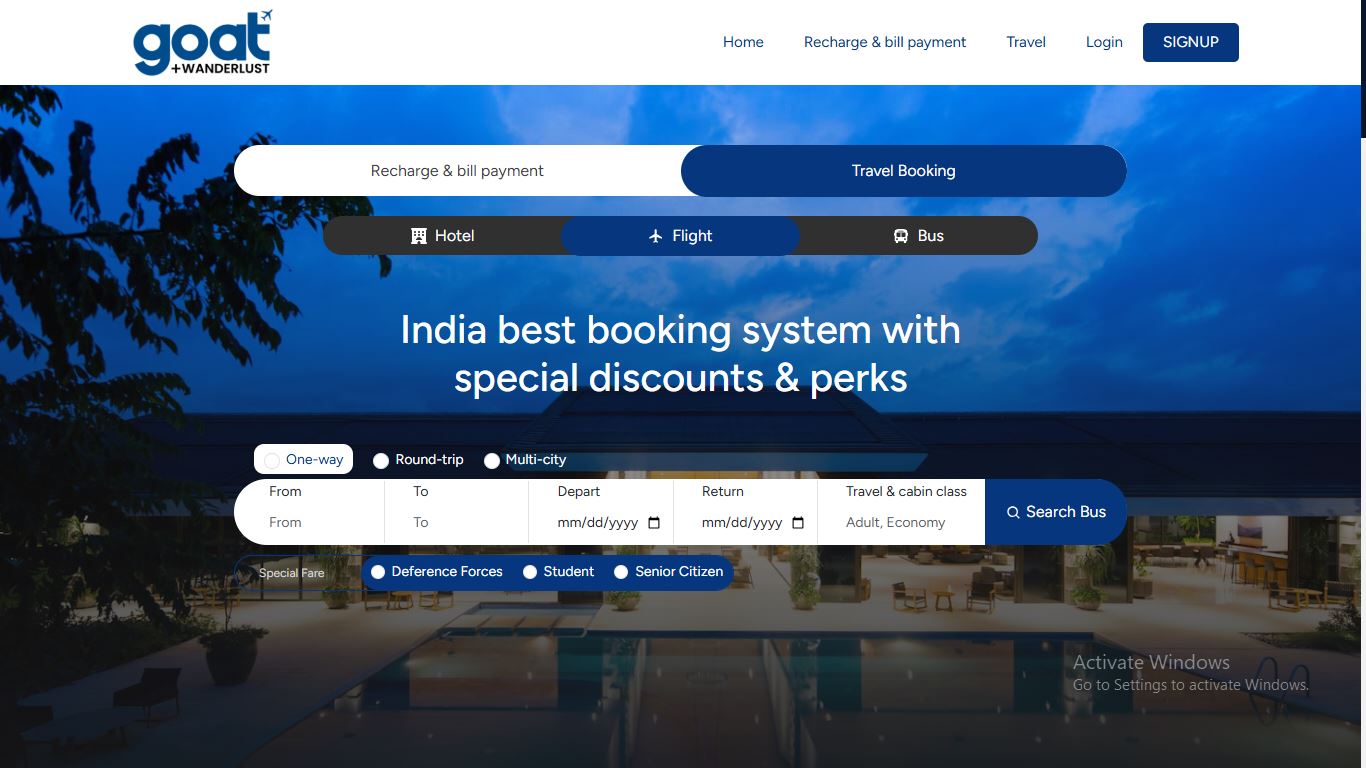 goat
+WANDERLUST
Home Recharge & bill payment Travel Login SIGNUP
Recharge & bill payment Travel Booking
Hotel Flight Bus
India best booking system with
special discounts & perks
One-way Round-trip Multi-city
From To Depart Return Travel & cabin class
From To mm/dd/yyyy mm/dd/yyyy Adult, Economy
Search Bus
Special Fare Deference Forces Student Senior Citizen
Activate Windows
Go to Settings to activate Windows.